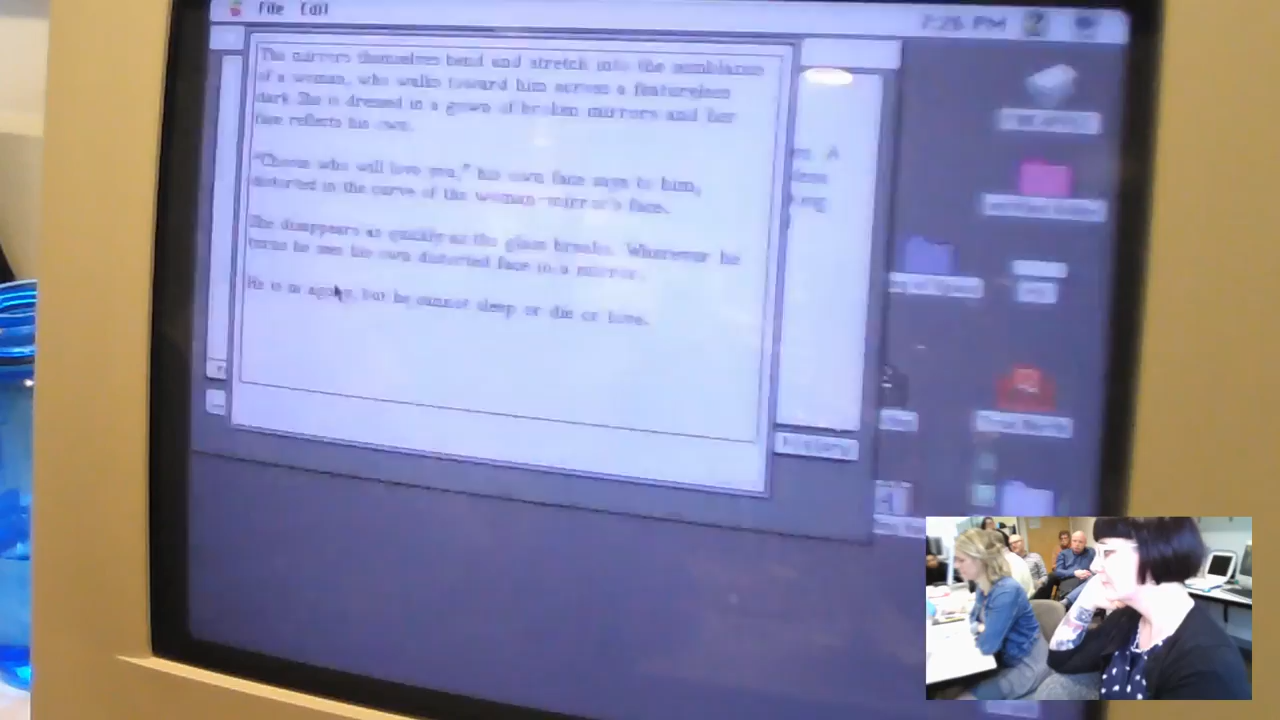 File Edit
7:26 PM
The mirrors themselves bend and stretch into the semblance
of a woman, who walks toward him across a featureless
dark. She is dressed in a gown of broken mirrors and her
face reflects his own.
"Choose who will love you," his own face says to him,
distorted in the curve of the woman-mirror's face.
She disappears as quickly as the glass breaks. Wherever he
turns he sees his own distorted face in a mirror.
He is in agony, but he cannot sleep or die or love.
A
History